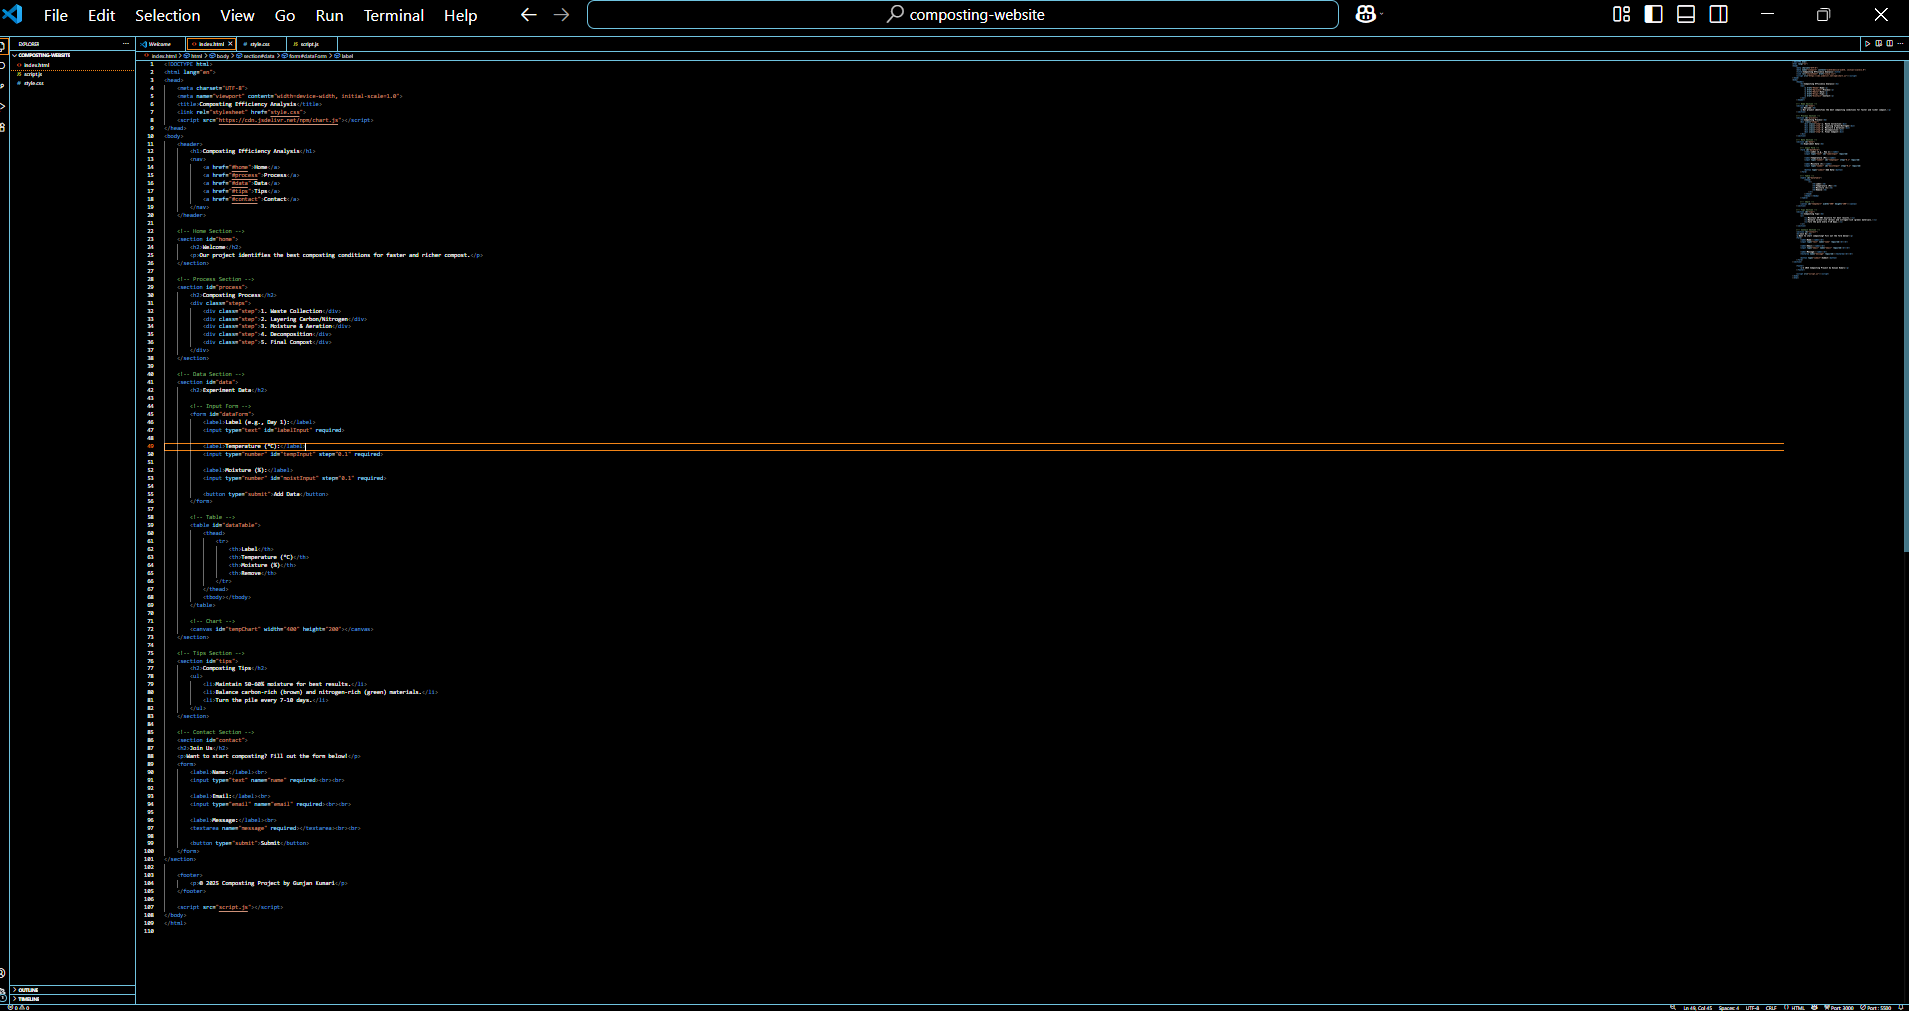 File Edit Selection View Go Run Terminal Help
composting-website
EXPLORER
COMPOSTING-WEBSITE
index.html
script.js
style.css
Welcome
index.html
style.css
script.js
index.html > html > body > section#data > form#dataForm > label
1 <!DOCTYPE html>
2 <html lang="en">
3 <head>
4 <meta charset="UTF-8">
5 <meta name="viewport" content="width=device-width, initial-scale=1.0">
6 <title>Composting Efficiency Analysis</title>
7 <link rel="stylesheet" href="style.css">
8 <script src="https://cdn.jsdelivr.net/npm/chart.js"></script>
9 </head>
10 <body>
11 <header>
12 <h1>Composting Efficiency Analysis</h1>
13 <nav>
14 <a href="#home">Home</a>
15 <a href="#process">Process</a>
16 <a href="#data">Data</a>
17 <a href="#tips">Tips</a>
18 <a href="#contact">Contact</a>
19 </nav>
20 </header>
21
22 <!-- Home Section -->
23 <section id="home">
24 <h2>Welcome</h2>
25 <p>Our project identifies the best composting conditions for faster and richer compost.</p>
26 </section>
27
28 <!-- Process Section -->
29 <section id="process">
30 <h2>Composting Process</h2>
31 <div class="steps">
32 <div class="step">1. Waste Collection</div>
33 <div class="step">2. Layering Carbon/Nitrogen</div>
34 <div class="step">3. Moisture & Aeration</div>
35 <div class="step">4. Decomposition</div>
36 <div class="step">5. Final Compost</div>
37 </div>
38 </section>
39
40 <!-- Data Section -->
41 <section id="data">
42 <h2>Experiment Data</h2>
43
44 <!-- Input Form -->
45 <form id="dataForm">
46 <label>Label (e.g., Day 1):</label>
47 <input type="text" id="labelInput" required>
48
49 <label>Temperature (°C):</label>
50 <input type="number" id="tempInput" step="0.1" required>
51
52 <label>Moisture (%):</label>
53 <input type="number" id="moistInput" step="0.1" required>
54
55 <button type="submit">Add Data</button>
56 </form>
57
58 <!-- Table -->
59 <table id="dataTable">
60 <thead>
61 <tr>
62 <th>Label</th>
63 <th>Temperature (°C)</th>
64 <th>Moisture (%)</th>
65 <th>Remove</th>
66 </tr>
67 </thead>
68 <tbody></tbody>
69 </table>
70
71 <!-- Chart -->
72 <canvas id="tempChart" width="400" height="200"></canvas>
73 </section>
74
75 <!-- Tips Section -->
76 <section id="tips">
77 <h2>Composting Tips</h2>
78 <ul>
79 <li>Maintain 50-60% moisture for best results.</li>
80 <li>Balance carbon-rich (brown) and nitrogen-rich (green) materials.</li>
81 <li>Turn the pile every 7-10 days.</li>
82 </ul>
83 </section>
84
85 <!-- Contact Section -->
86 <section id="contact">
87 <h2>Join Us</h2>
88 <p>Want to start composting? Fill out the form below!</p>
89 <form>
90 <label>Name:</label><br>
91 <input type="text" name="name" required><br><br>
92
93 <label>Email:</label><br>
94 <input type="email" name="email" required><br><br>
95
96 <label>Message:</label><br>
97 <textarea name="message" required></textarea><br><br>
98
99 <button type="submit">Submit</button>
100 </form>
101 </section>
102
103 <footer>
104 <p>© 2025 Composting Project by Gunjan Kumari</p>
105 </footer>
106
107 <script src="script.js"></script>
108 </body>
109 </html>
110
OUTLINE
TIMELINE
0 0
Ln 49, Col 45 Spaces: 4 UTF-8 CRLF HTML Port: 3000 Port : 5500